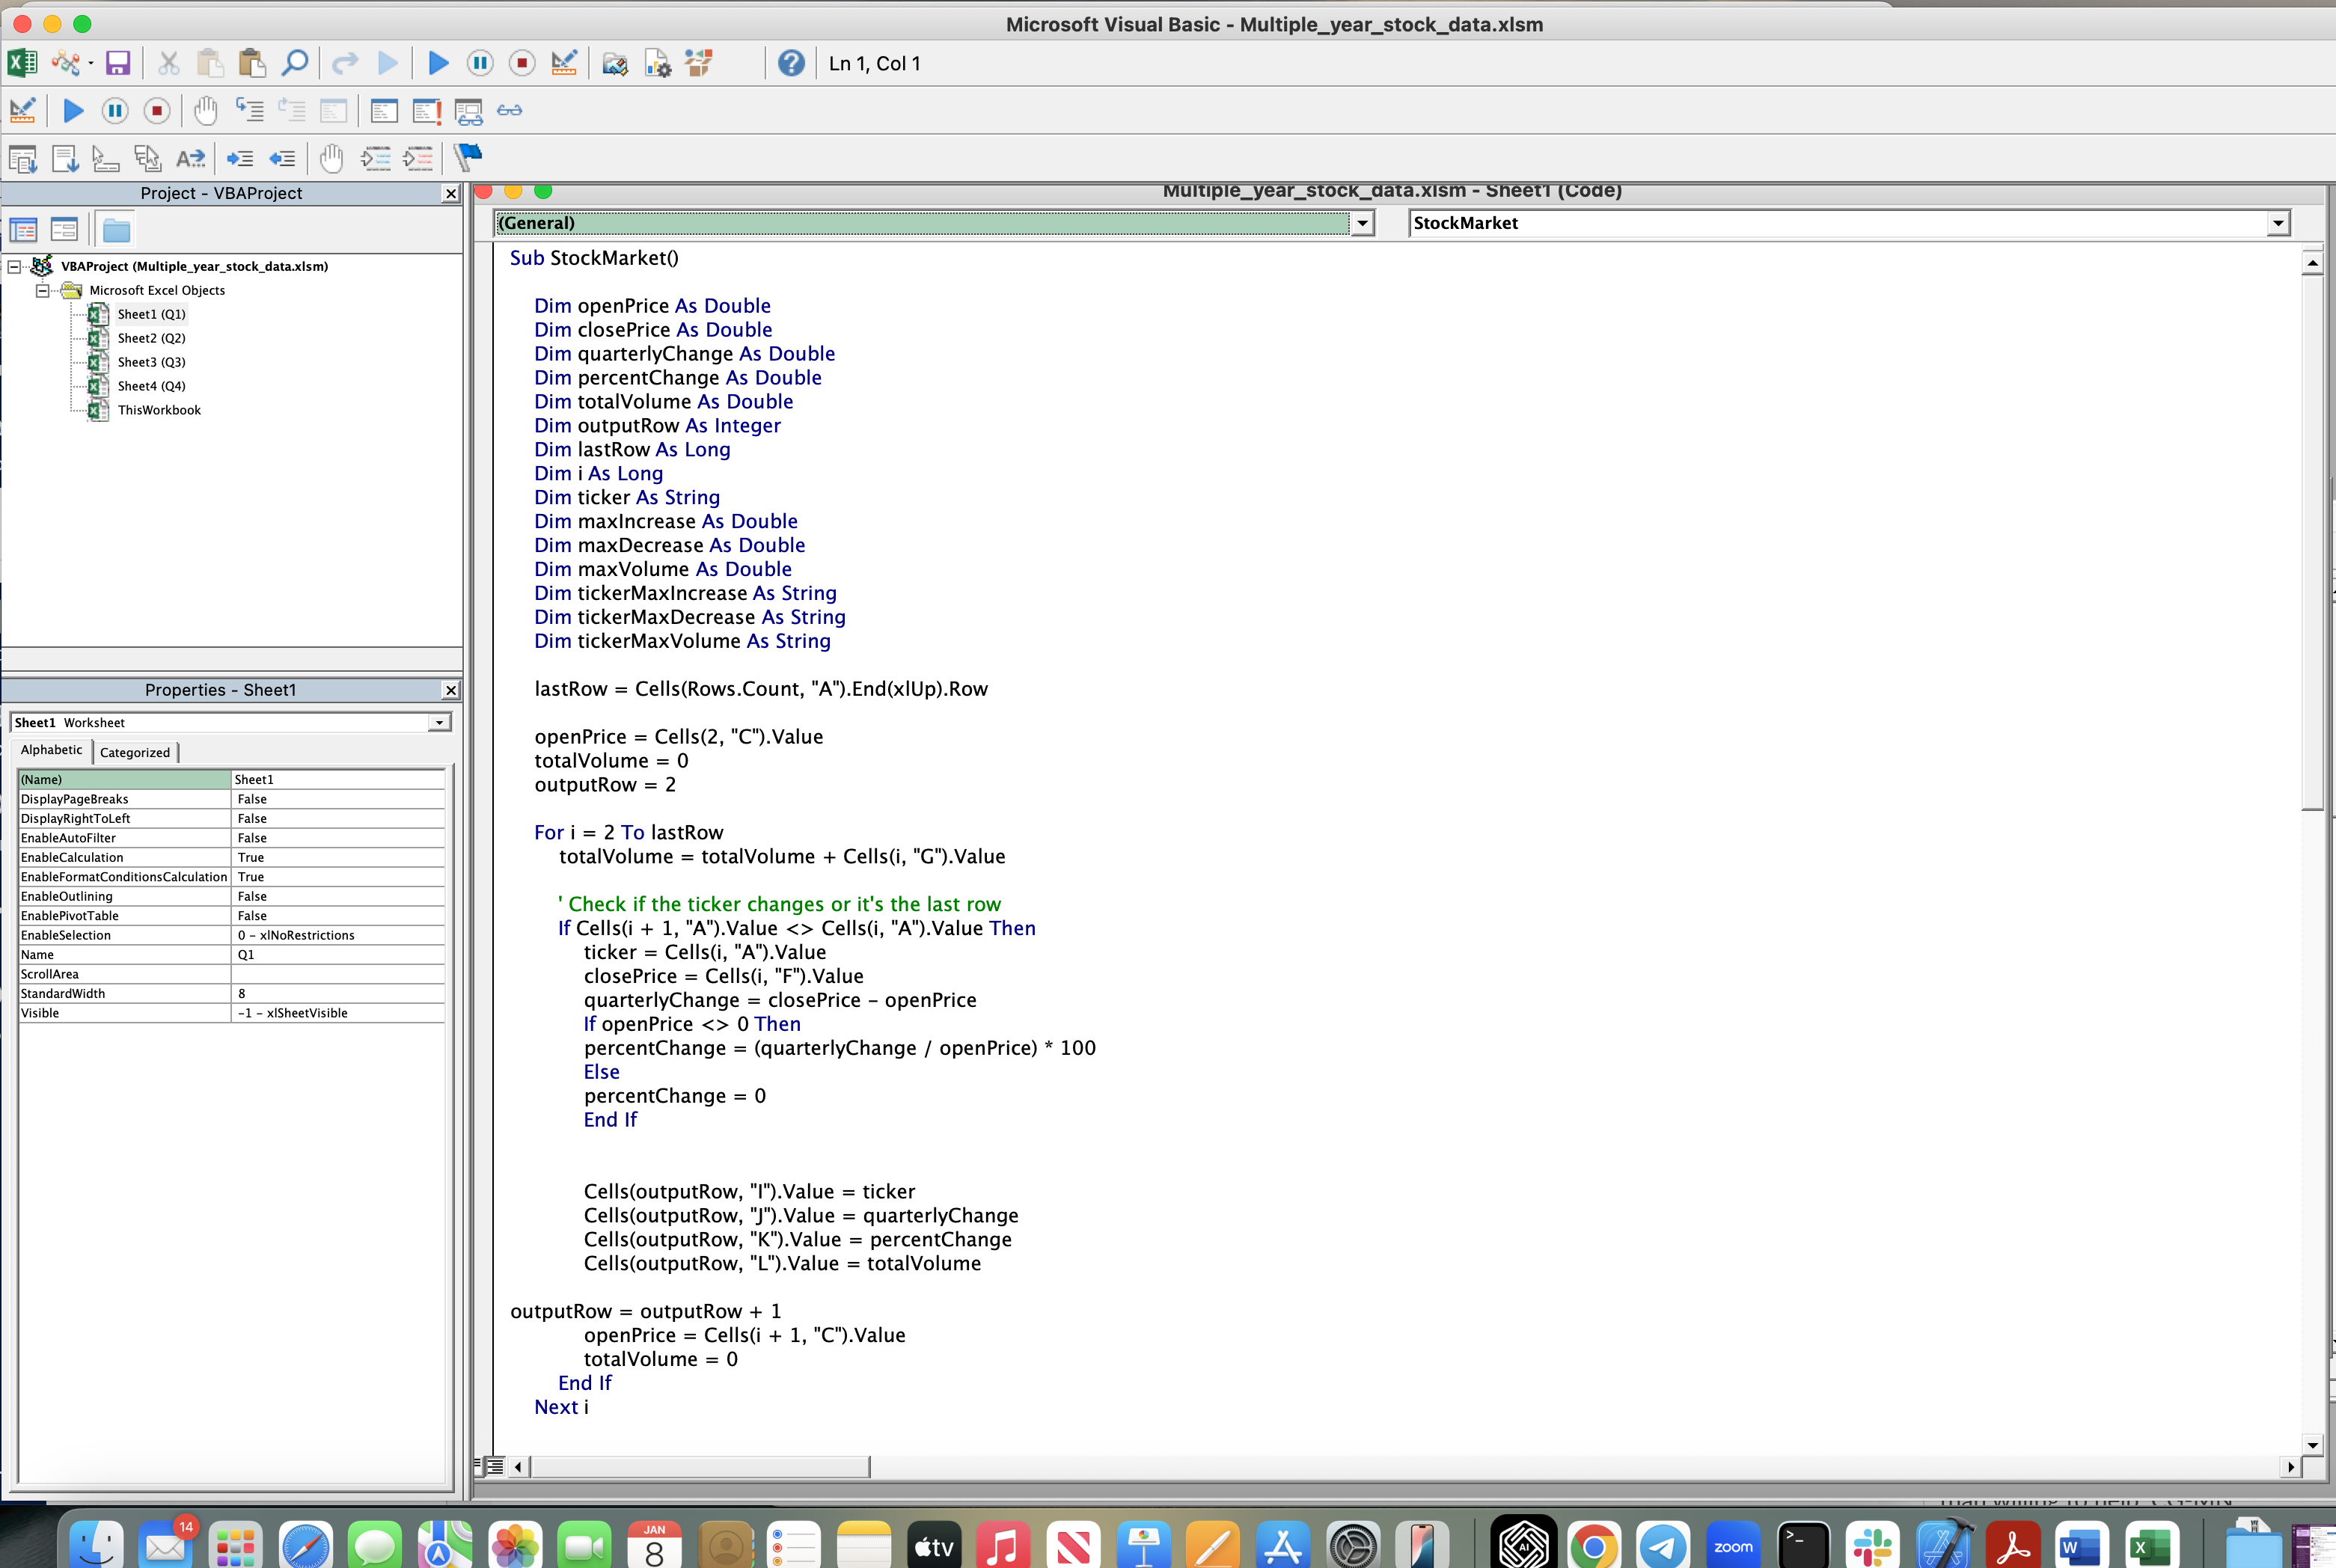 Microsoft Visual Basic - Multiple_year_stock_data.xlsm
Ln 1, Col 1
Project - VBAProject
VBAProject (Multiple_year_stock_data.xlsm)
Microsoft Excel Objects
Sheet1 (Q1)
Sheet2 (Q2)
Sheet3 (Q3)
Sheet4 (Q4)
ThisWorkbook
Properties - Sheet1
Sheet1 Worksheet
Alphabetic Categorized
(Name) Sheet1
DisplayPageBreaks False
DisplayRightToLeft False
EnableAutoFilter False
EnableCalculation True
EnableFormatConditionsCalculation True
EnableOutlining False
EnablePivotTable False
EnableSelection 0 - xlNoRestrictions
Name Q1
ScrollArea
StandardWidth 8
Visible -1 - xlSheetVisible
Multiple_year_stock_data.xlsm - Sheet1 (Code)
(General) StockMarket
Sub StockMarket()
Dim openPrice As Double
Dim closePrice As Double
Dim quarterlyChange As Double
Dim percentChange As Double
Dim totalVolume As Double
Dim outputRow As Integer
Dim lastRow As Long
Dim i As Long
Dim ticker As String
Dim maxIncrease As Double
Dim maxDecrease As Double
Dim maxVolume As Double
Dim tickerMaxIncrease As String
Dim tickerMaxDecrease As String
Dim tickerMaxVolume As String
lastRow = Cells(Rows.Count, "A").End(xlUp).Row
openPrice = Cells(2, "C").Value
totalVolume = 0
outputRow = 2
For i = 2 To lastRow
totalVolume = totalVolume + Cells(i, "G").Value
' Check if the ticker changes or it's the last row
If Cells(i + 1, "A").Value <> Cells(i, "A").Value Then
ticker = Cells(i, "A").Value
closePrice = Cells(i, "F").Value
quarterlyChange = closePrice - openPrice
If openPrice <> 0 Then
percentChange = (quarterlyChange / openPrice) * 100
Else
percentChange = 0
End If
Cells(outputRow, "I").Value = ticker
Cells(outputRow, "J").Value = quarterlyChange
Cells(outputRow, "K").Value = percentChange
Cells(outputRow, "L").Value = totalVolume
outputRow = outputRow + 1
openPrice = Cells(i + 1, "C").Value
totalVolume = 0
End If
Next i
14
JAN
8
tv
AI
zoom